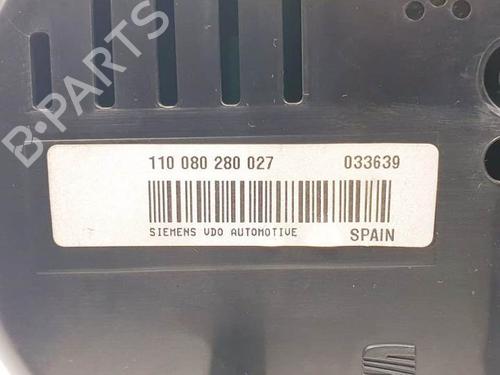 B-PARTS
110 080 280 027 033639
SIEMENS VDO AUTOMOTIVE SPAIN